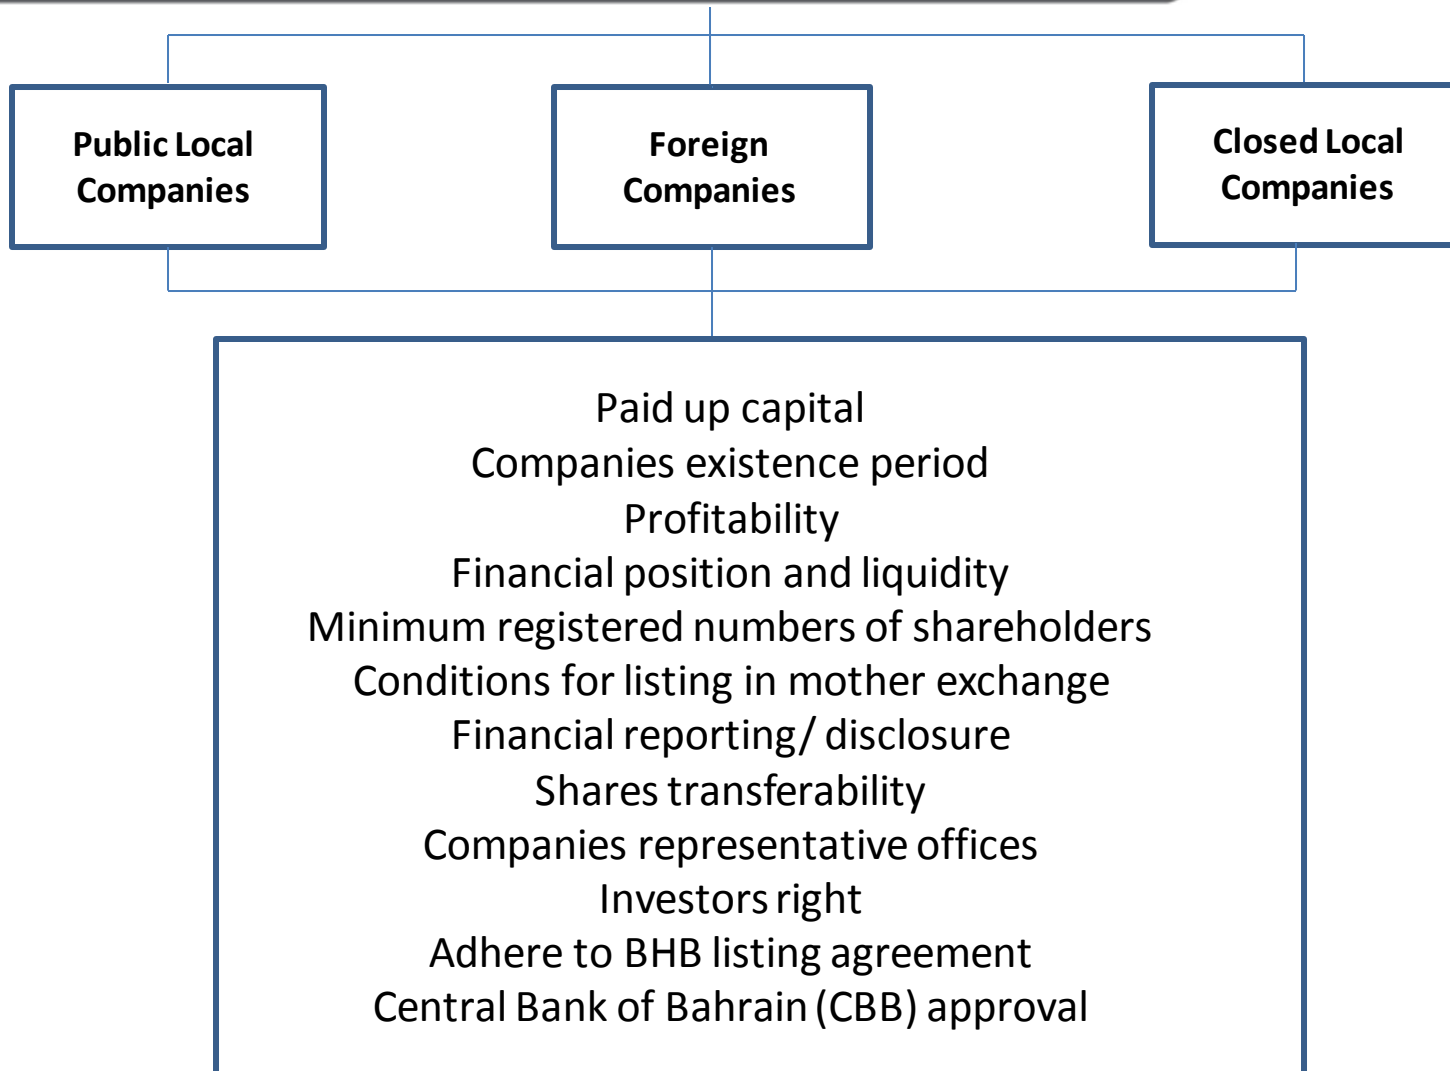 Public Local
Companies
Foreign
Companies
Closed Local
Companies
Paid up capital
Companies existence period
Profitability
Financial position and liquidity
Minimum registered numbers of shareholders
Conditions for listing in mother exchange
Financial reporting/ disclosure
Shares transferability
Companies representative offices
Investors right
Adhere to BHB listing agreement
Central Bank of Bahrain (CBB) approval